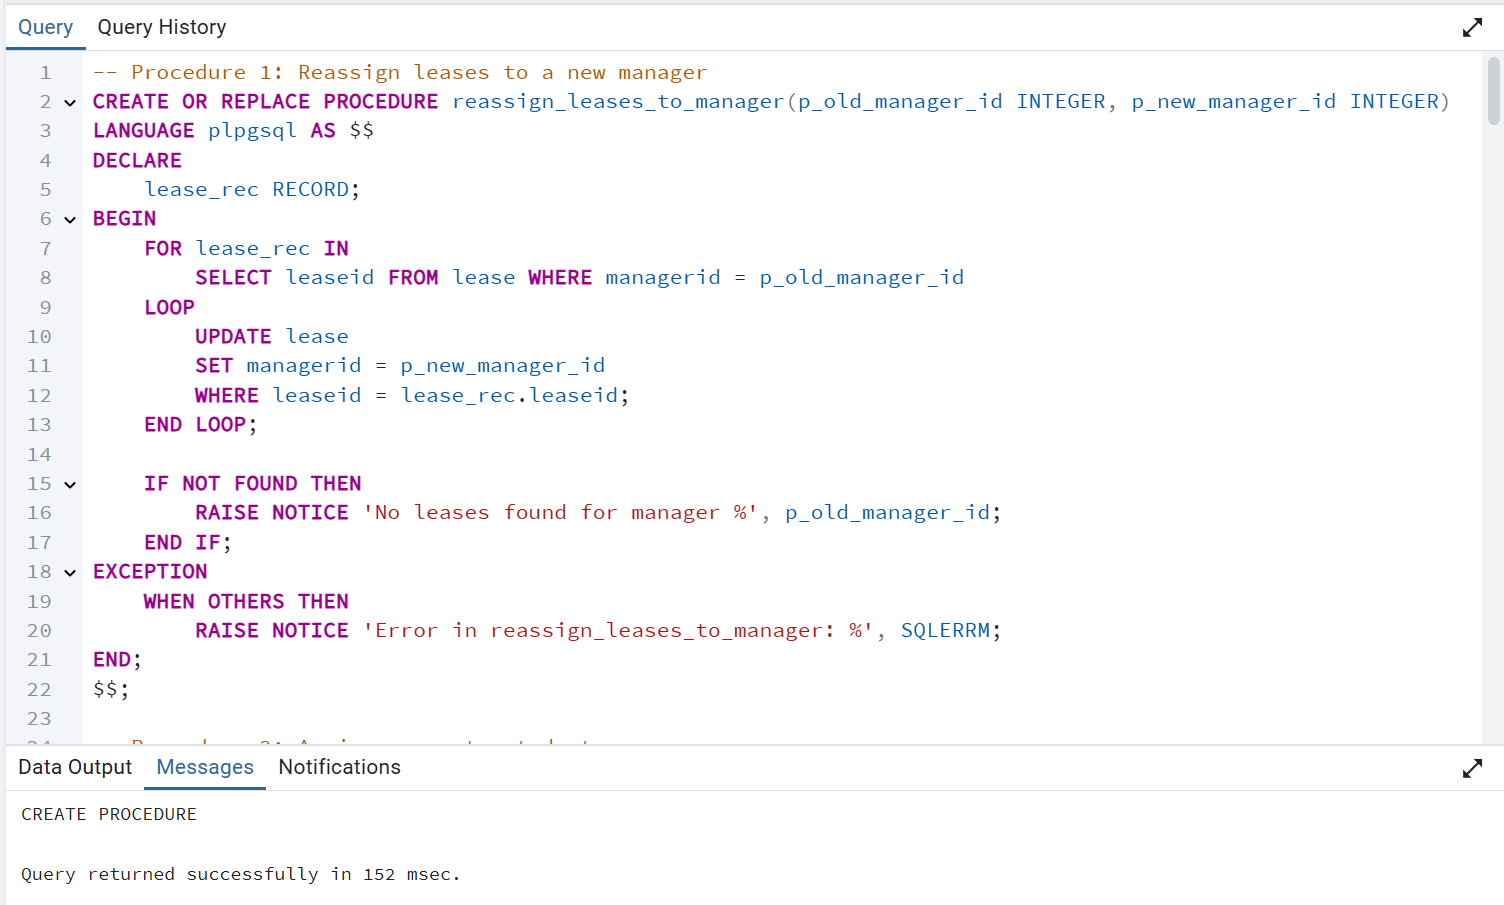 Query Query History
1 -- Procedure 1: Reassign leases to a new manager
2 CREATE OR REPLACE PROCEDURE reassign_leases_to_manager(p_old_manager_id INTEGER, p_new_manager_id INTEGER)
3 LANGUAGE plpgsql AS $$
4 DECLARE
5     lease_rec RECORD;
6 BEGIN
7     FOR lease_rec IN
8         SELECT leaseid FROM lease WHERE managerid = p_old_manager_id
9     LOOP
10         UPDATE lease
11         SET managerid = p_new_manager_id
12         WHERE leaseid = lease_rec.leaseid;
13     END LOOP;
14
15     IF NOT FOUND THEN
16         RAISE NOTICE 'No leases found for manager %', p_old_manager_id;
17     END IF;
18 EXCEPTION
19     WHEN OTHERS THEN
20         RAISE NOTICE 'Error in reassign_leases_to_manager: %', SQLERRM;
21 END;
22 $$;
23
Data Output Messages Notifications
CREATE PROCEDURE
Query returned successfully in 152 msec.